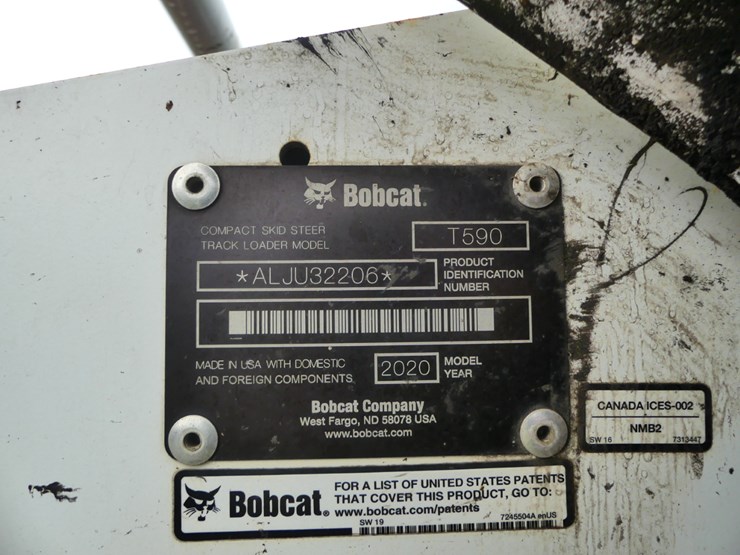 Bobcat.
COMPACT SKID STEER
TRACK LOADER MODEL
T590
*ALJU32206*
PRODUCT
IDENTIFICATION
NUMBER
MADE IN USA WITH DOMESTIC
AND FOREIGN COMPONENTS
2020
MODEL
YEAR
Bobcat Company
West Fargo, ND 58078 USA
www.bobcat.com
CANADA ICES-002
NMB2
SW 16 7313447
Bobcat.
FOR A LIST OF UNITED STATES PATENTS
THAT COVER THIS PRODUCT, GO TO:
www.bobcat.com/patents
SW 19 7245504A enUS